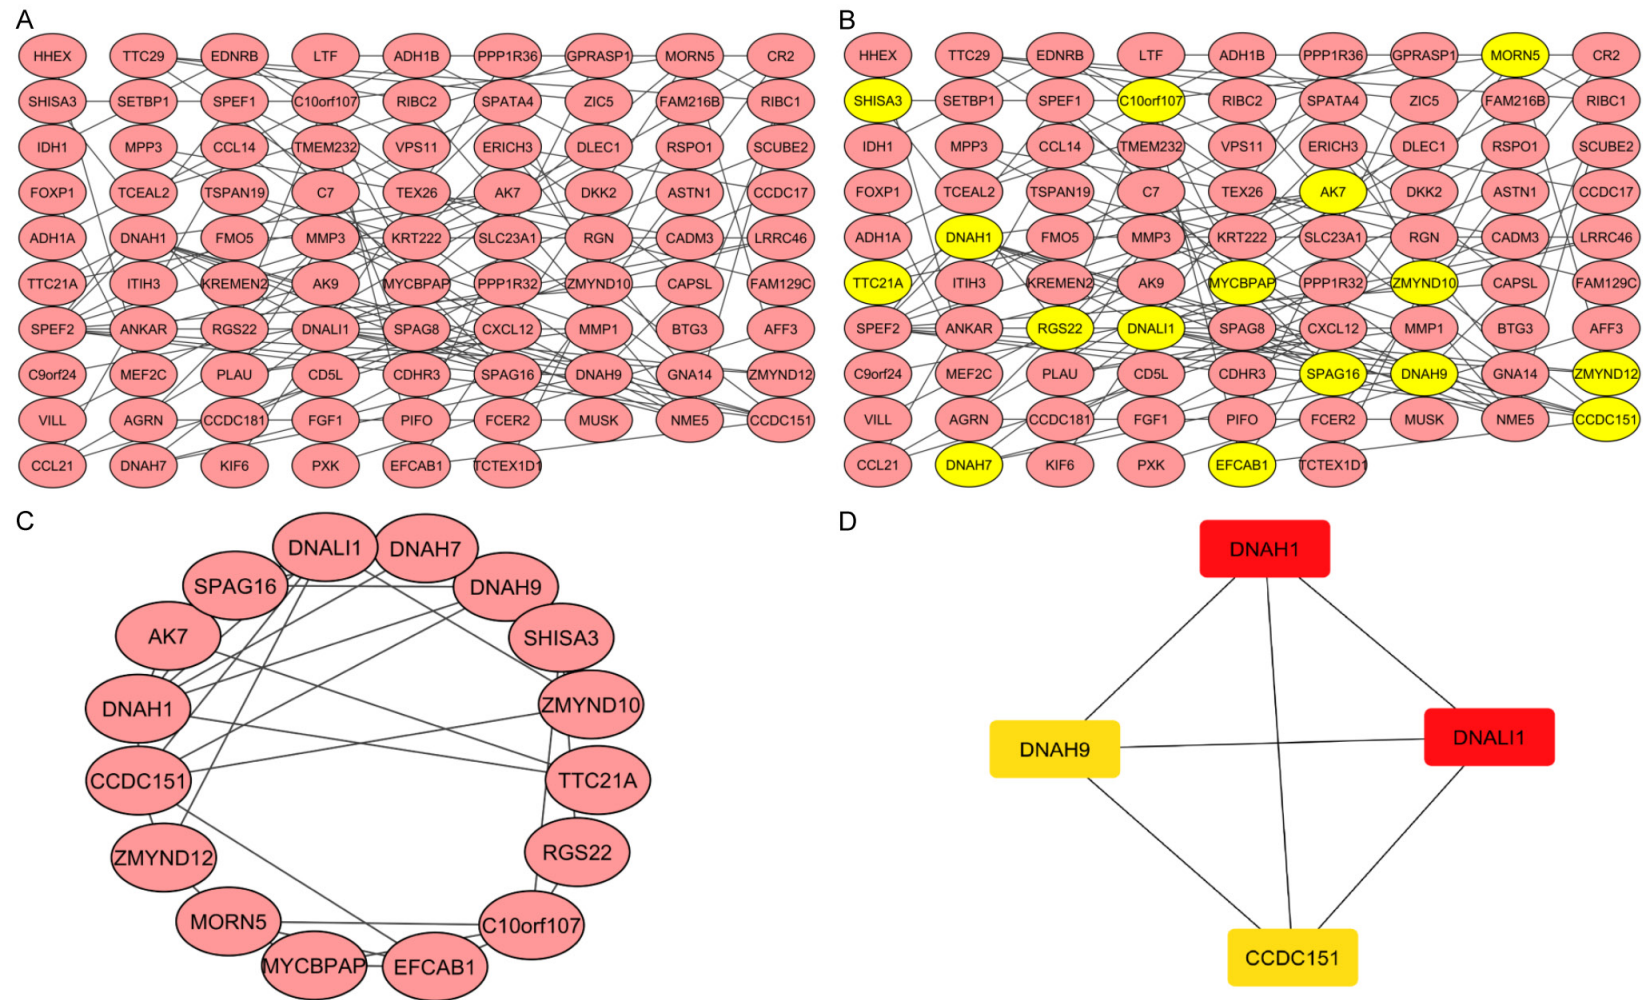 A
HHEX TTC29 EDNRB LTF ADH1B PPP1R36 GPRASP1 MORN5 CR2
SHISA3 SETBP1 SPEF1 C10orf107 RIBC2 SPATA4 ZIC5 FAM216B RIBC1
IDH1 MPP3 CCL14 TMEM232 VPS11 ERICH3 DLEC1 RSPO1 SCUBE2
FOXP1 TCEAL2 TSPAN19 C7 TEX26 AK7 DKK2 ASTN1 CCDC17
ADH1A DNAH1 FMO5 MMP3 KRT222 SLC23A1 RGN CADM3 LRRC46
TTC21A ITIH3 KREMEN2 AK9 MYCBPAP PPP1R32 ZMYND10 CAPSL FAM129C
SPEF2 ANKAR RGS22 DNALI1 SPAG8 CXCL12 MMP1 BTG3 AFF3
C9orf24 MEF2C PLAU CD5L CDHR3 SPAG16 DNAH9 GNA14 ZMYND12
VILL AGRN CCDC181 FGF1 PIFO FCER2 MUSK NME5 CCDC151
CCL21 DNAH7 KIF6 PXK EFCAB1 TCTEX1D1
B
HHEX TTC29 EDNRB LTF ADH1B PPP1R36 GPRASP1 MORN5 CR2
SHISA3 SETBP1 SPEF1 C10orf107 RIBC2 SPATA4 ZIC5 FAM216B RIBC1
IDH1 MPP3 CCL14 TMEM232 VPS11 ERICH3 DLEC1 RSPO1 SCUBE2
FOXP1 TCEAL2 TSPAN19 C7 TEX26 AK7 DKK2 ASTN1 CCDC17
ADH1A DNAH1 FMO5 MMP3 KRT222 SLC23A1 RGN CADM3 LRRC46
TTC21A ITIH3 KREMEN2 AK9 MYCBPAP PPP1R32 ZMYND10 CAPSL FAM129C
SPEF2 ANKAR RGS22 DNALI1 SPAG8 CXCL12 MMP1 BTG3 AFF3
C9orf24 MEF2C PLAU CD5L CDHR3 SPAG16 DNAH9 GNA14 ZMYND12
VILL AGRN CCDC181 FGF1 PIFO FCER2 MUSK NME5 CCDC151
CCL21 DNAH7 KIF6 PXK EFCAB1 TCTEX1D1
C
DNALI1 DNAH7
SPAG16 DNAH9
AK7 SHISA3
DNAH1 ZMYND10
CCDC151 TTC21A
ZMYND12 RGS22
MORN5 C10orf107
MYCBPAP EFCAB1
D
DNAH1
DNAH9 DNALI1
CCDC151